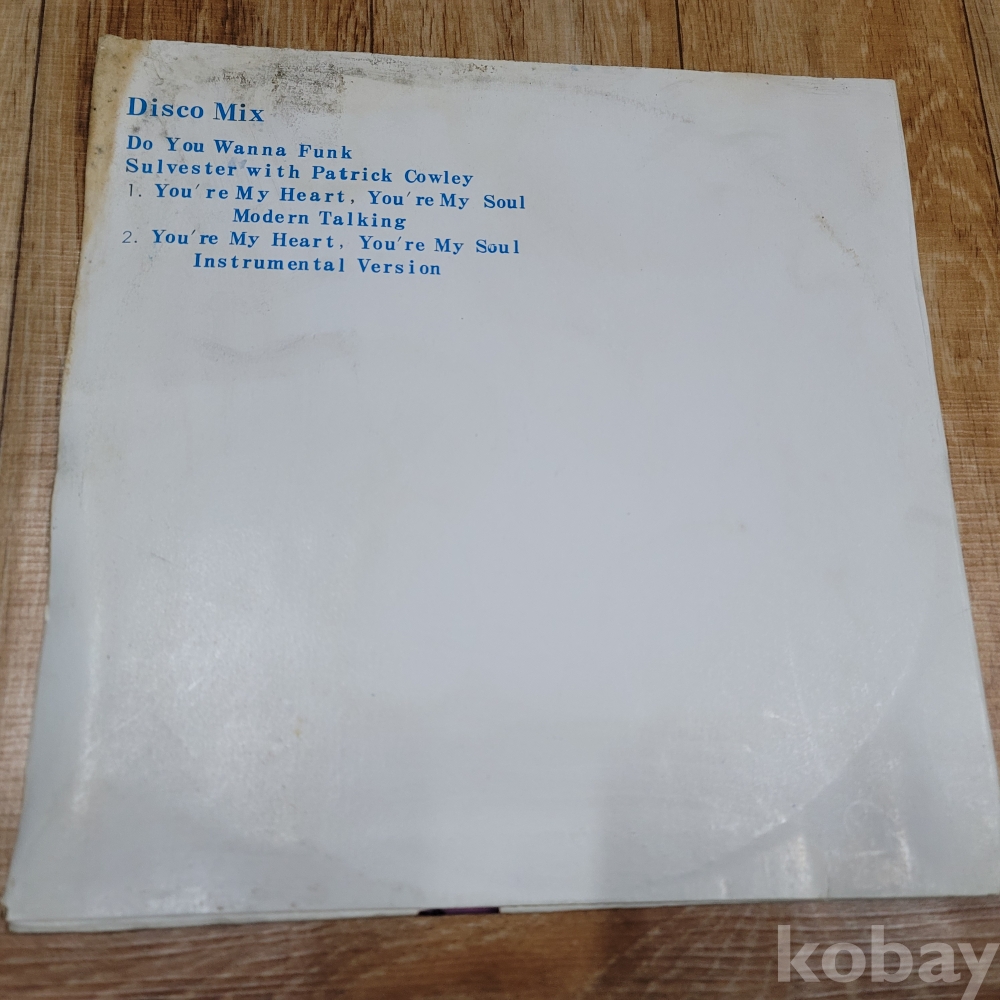 Disco Mix
Do You Wanna Funk
Sulvester with Patrick Cowley
1. You're My Heart, You're My Soul
Modern Talking
2. You're My Heart, You're My Soul
Instrumental Version
kobay